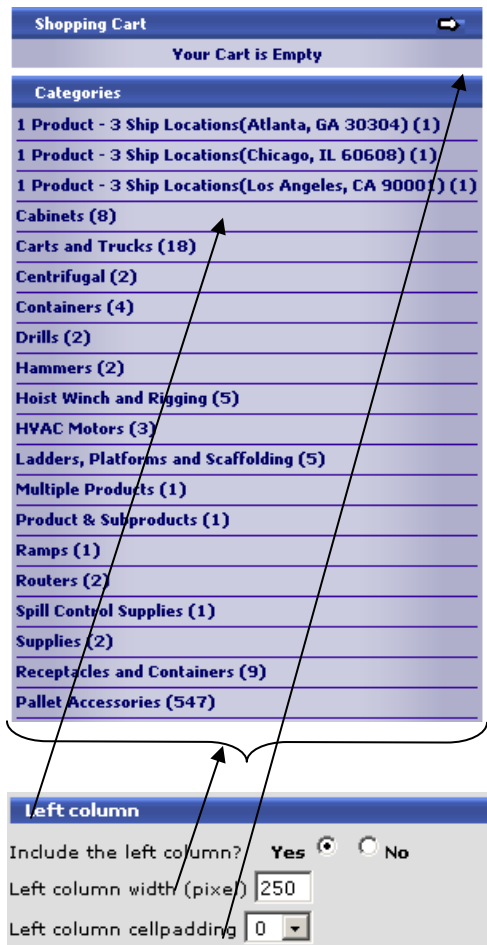 Shopping Cart
Your Cart is Empty
Categories
1 Product - 3 Ship Locations(Atlanta, GA 30304) (1)
1 Product - 3 Ship Locations(Chicago, IL 60608) (1)
1 Product - 3 Ship Locations(Los Angeles, CA 90001) (1)
Cabinets (8)
Carts and Trucks (18)
Centrifugal (2)
Containers (4)
Drills (2)
Hammers (2)
Hoist Winch and Rigging (5)
HVAC Motors (3)
Ladders, Platforms and Scaffolding (5)
Multiple Products (1)
Product & Subproducts (1)
Ramps (1)
Routers (2)
Spill Control Supplies (1)
Supplies (2)
Receptacles and Containers (9)
Pallet Accessories (547)
Left column
Include the left column? Yes No
Left column width (pixel) 250
Left column cellpadding 0